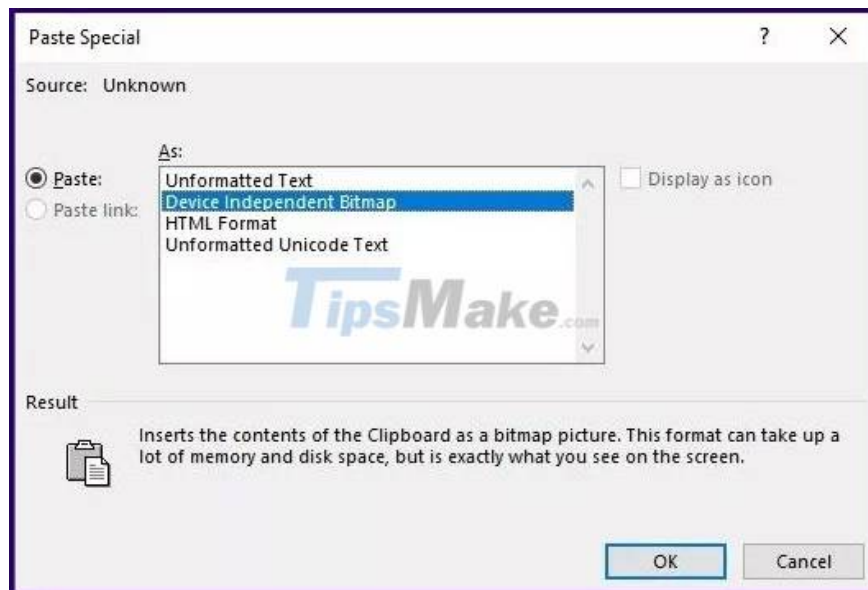 Paste Special
?
Source: Unknown
As:
Paste:
Paste link:
Unformatted Text
Device Independent Bitmap
HTML Format
Unformatted Unicode Text
Display as icon
TipsMake.com
Result
Inserts the contents of the Clipboard as a bitmap picture. This format can take up a
lot of memory and disk space, but is exactly what you see on the screen.
OK
Cancel